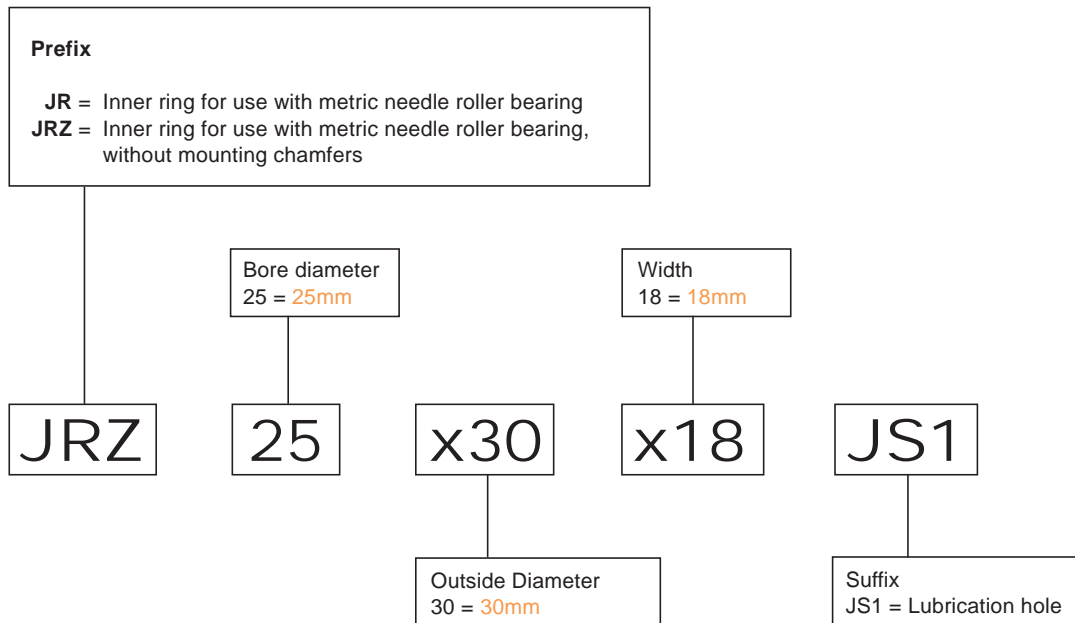 Prefix
JR = Inner ring for use with metric needle roller bearing
JRZ = Inner ring for use with metric needle roller bearing,
without mounting chamfers
Bore diameter
25 = 25mm
Width
18 = 18mm
JRZ 25 x30 x18 JS1
Outside Diameter
30 = 30mm
Suffix
JS1 = Lubrication hole